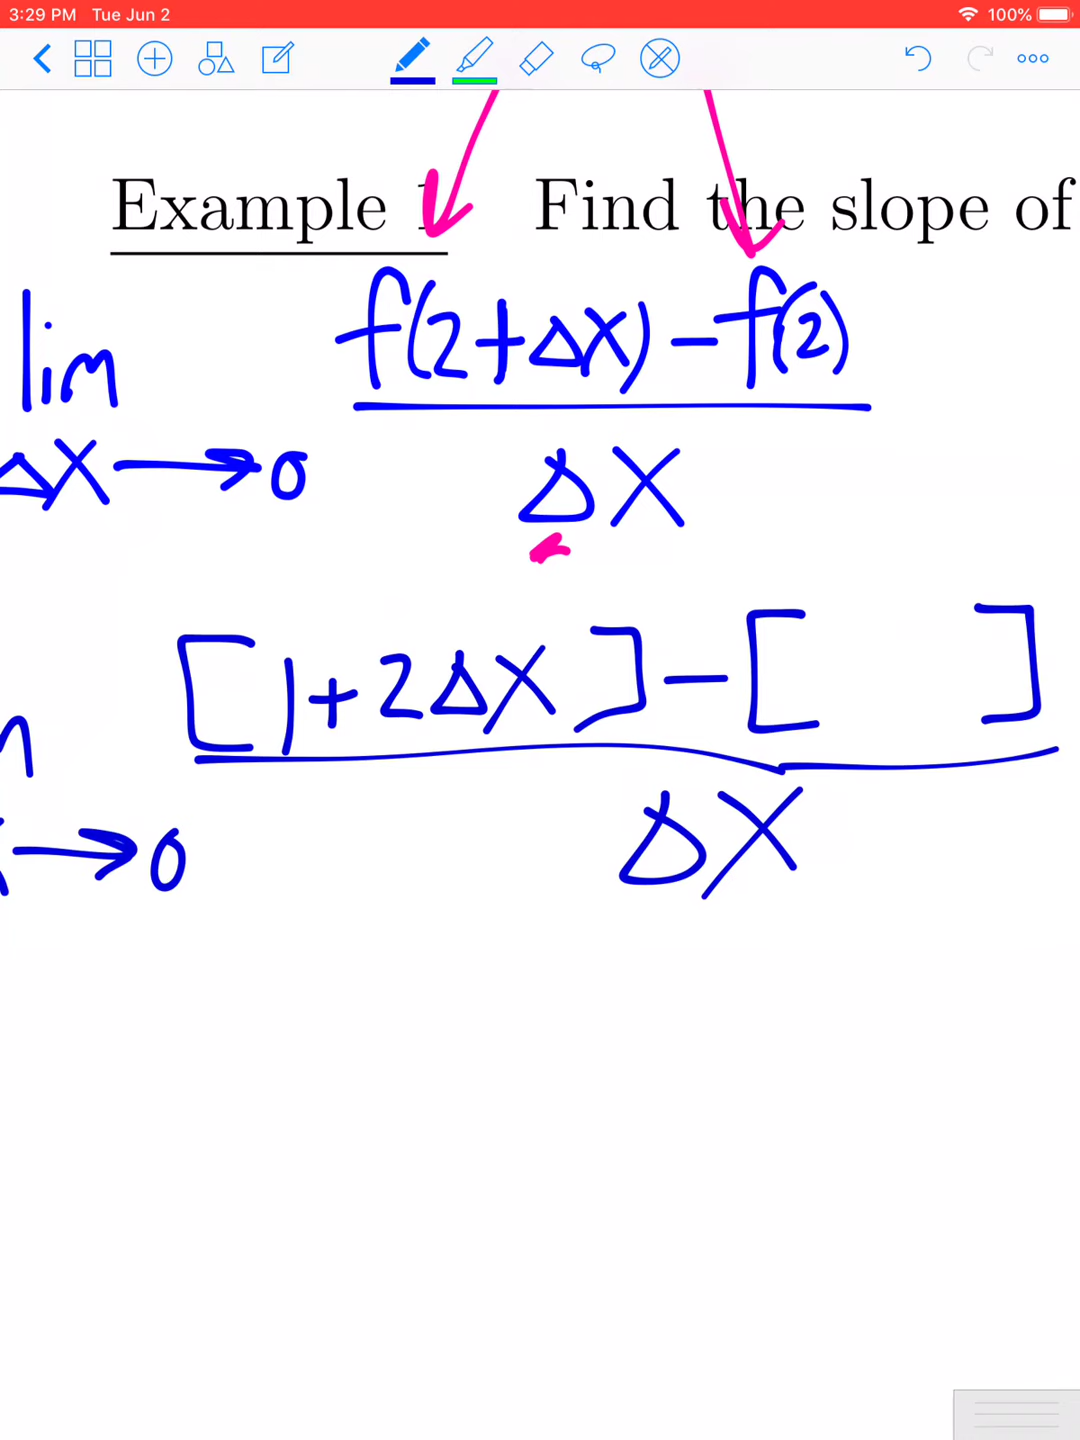 3:29 PM Tue Jun 2 100%
Example 1 Find the slope of
lim f(2+Δx)-f(2)
Δx→0 Δx
[1+2Δx]-[ ]
→0 Δx